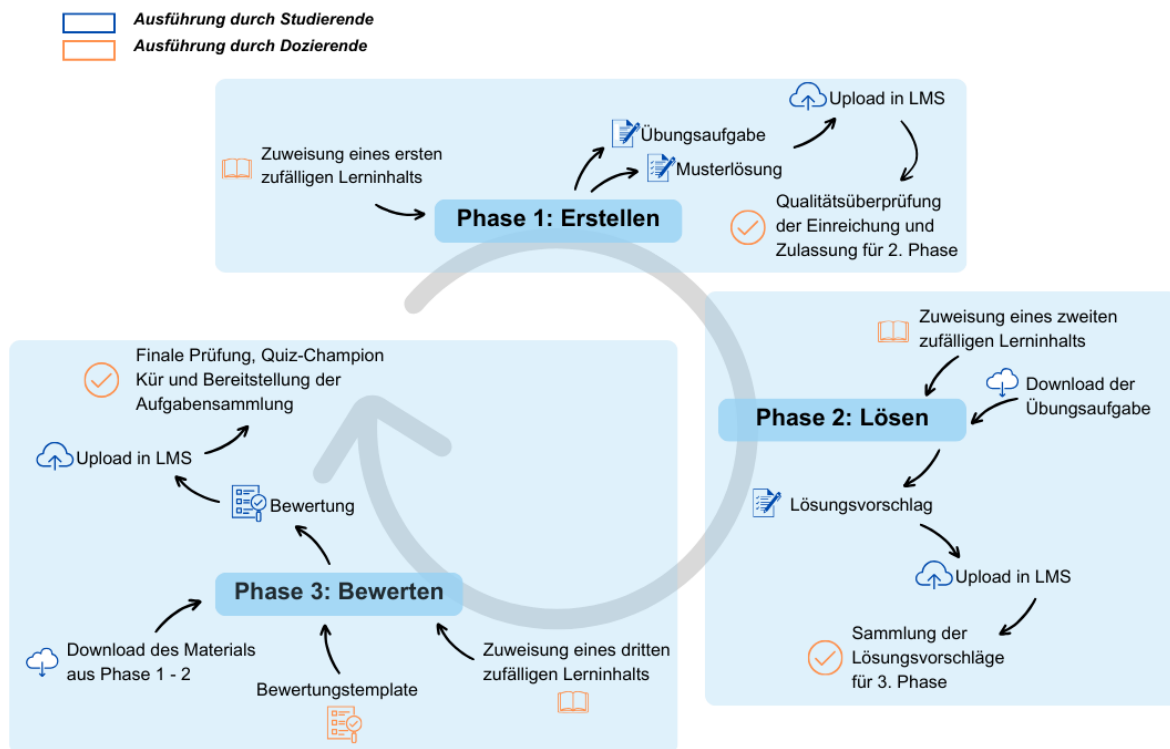 Ausführung durch Studierende
Ausführung durch Dozierende
Zuweisung eines ersten
zufälligen Lerninhalts
Phase 1: Erstellen
Übungsaufgabe
Musterlösung
Upload in LMS
Qualitätsüberprüfung
der Einreichung und
Zulassung für 2. Phase
Zuweisung eines zweiten
zufälligen Lerninhalts
Download der
Übungsaufgabe
Phase 2: Lösen
Lösungsvorschlag
Upload in LMS
Sammlung der
Lösungsvorschläge
für 3. Phase
Zuweisung eines dritten
zufälligen Lerninhalts
Bewertungstemplate
Download des Materials
aus Phase 1 - 2
Phase 3: Bewerten
Bewertung
Upload in LMS
Finale Prüfung, Quiz-Champion
Kür und Bereitstellung der
Aufgabensammlung